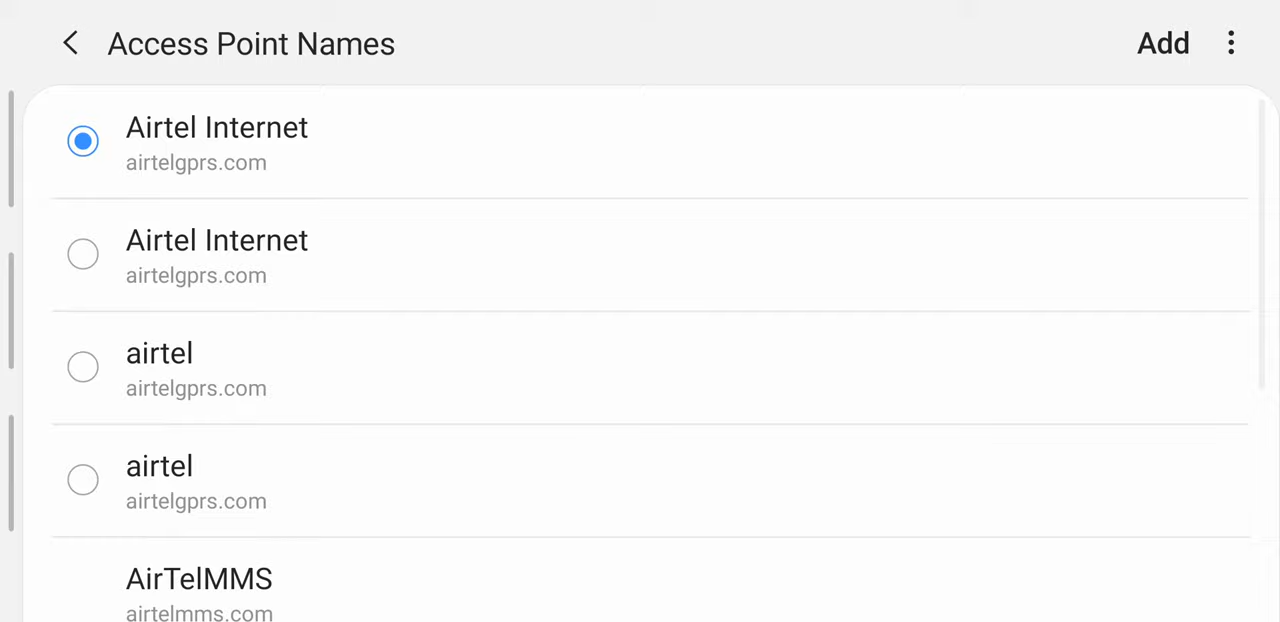 Access Point Names
Add
Airtel Internet
airtelgprs.com
Airtel Internet
airtelgprs.com
airtel
airtelgprs.com
airtel
airtelgprs.com
AirTelMMS
airtelmms.com